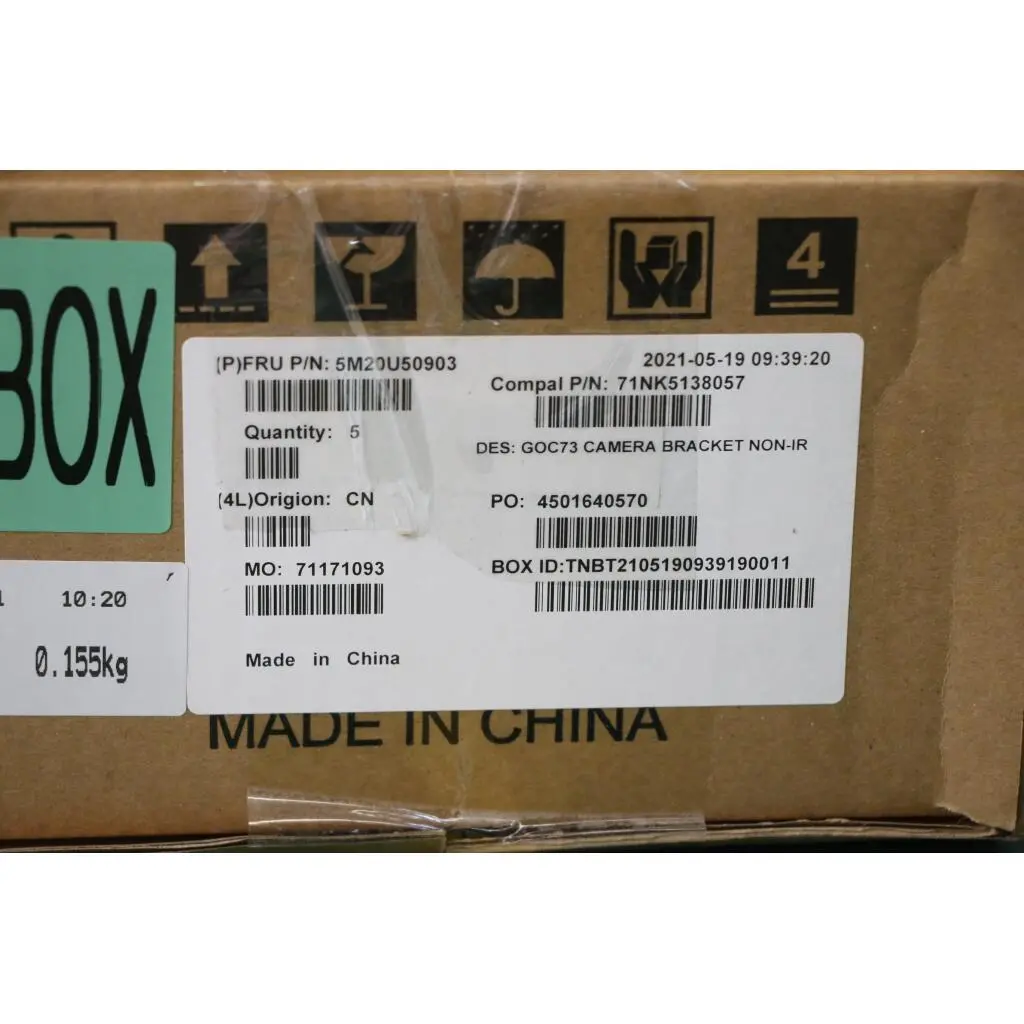 4
BOX
(P)FRU P/N: 5M20U50903
2021-05-19 09:39:20
Compal P/N: 71NK5138057
Quantity: 5
DES: GOC73 CAMERA BRACKET NON-IR
(4L)Origion: CN
PO: 4501640570
MO: 71171093
BOX ID:TNBT2105190939190011
Made in China
10:20
0.155kg
MADE IN CHINA